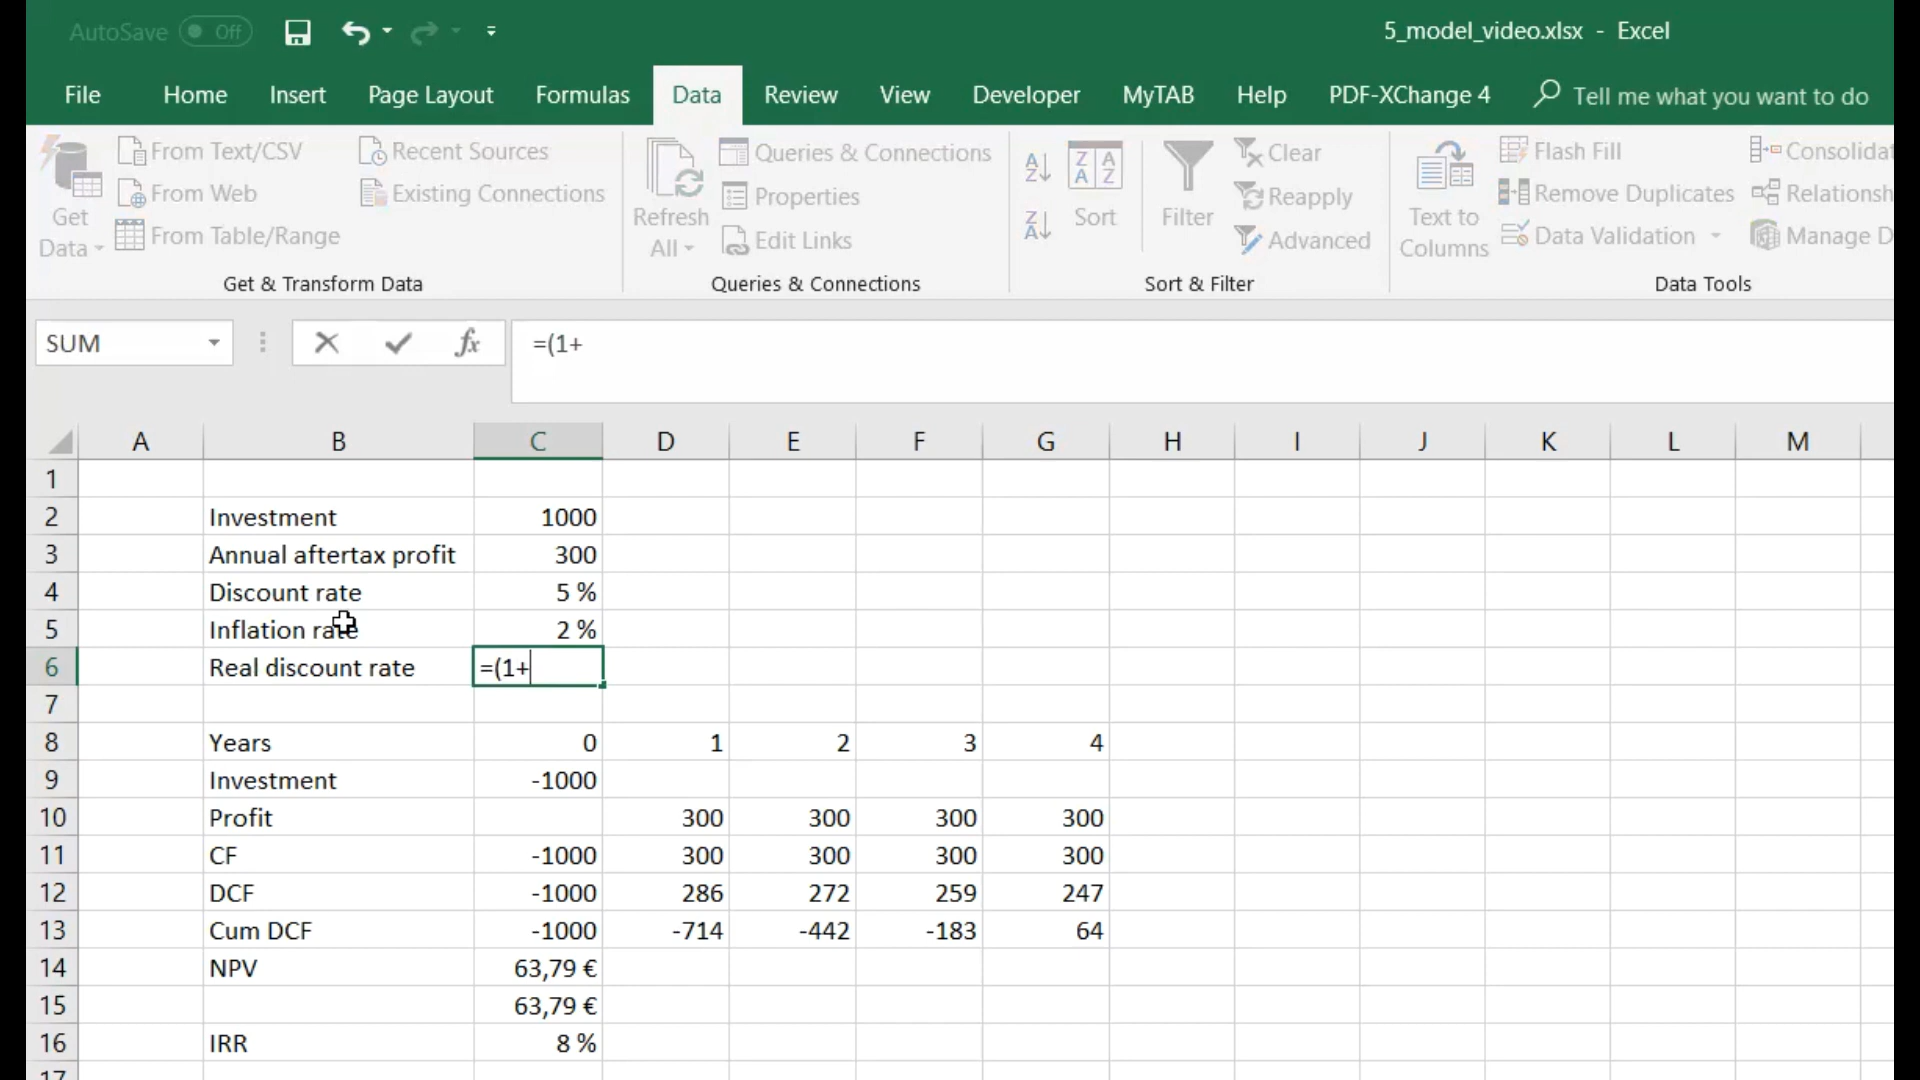 AutoSave Off 5_model_video.xlsx - Excel
File Home Insert Page Layout Formulas Data Review View Developer MyTAB Help PDF-XChange 4 Tell me what you want to do
Get Data
From Text/CSV
From Web
From Table/Range
Recent Sources
Existing Connections
Get & Transform Data
Refresh All
Queries & Connections
Properties
Edit Links
Queries & Connections
Sort
Filter
Clear
Reapply
Advanced
Sort & Filter
Text to Columns
Flash Fill
Remove Duplicates
Data Validation
Consolidat
Relationsh
Manage D
Data Tools
SUM fx =(1+
A B C D E F G H I J K L M
1
2 Investment 1000
3 Annual aftertax profit 300
4 Discount rate 5 %
5 Inflation rate 2 %
6 Real discount rate =(1+
7
8 Years 0 1 2 3 4
9 Investment -1000
10 Profit 300 300 300 300
11 CF -1000 300 300 300 300
12 DCF -1000 286 272 259 247
13 Cum DCF -1000 -714 -442 -183 64
14 NPV 63,79 €
15 63,79 €
16 IRR 8 %
17